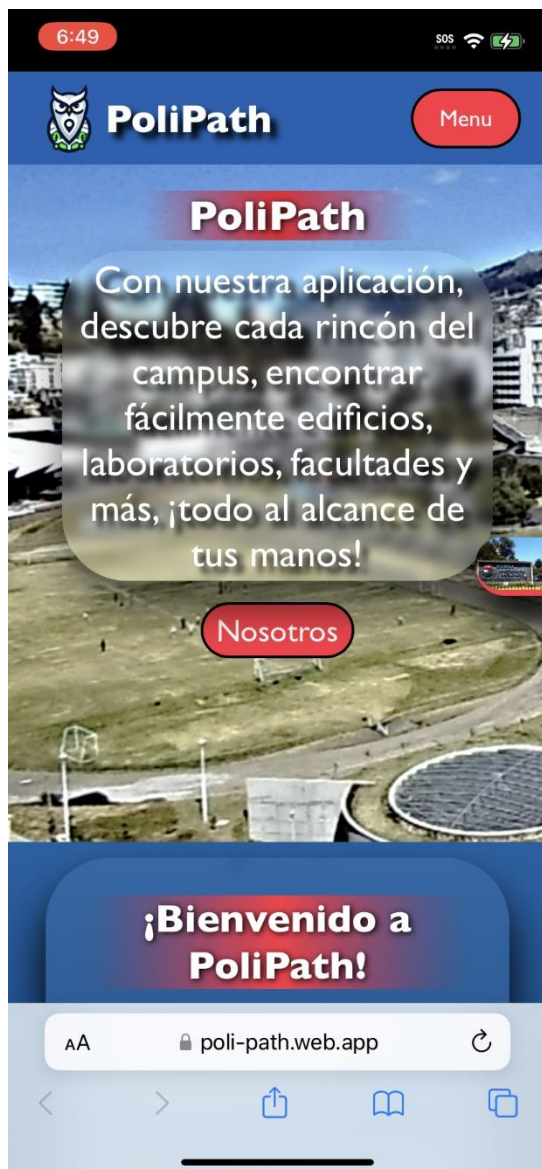 6:49
SOS
PoliPath
Menu
PoliPath
Con nuestra aplicación,
descubre cada rincón del
campus, encontrar
fácilmente edificios,
laboratorios, facultades y
más, ¡todo al alcance de
tus manos!
Nosotros
¡Bienvenido a
PoliPath!
AA
poli-path.web.app